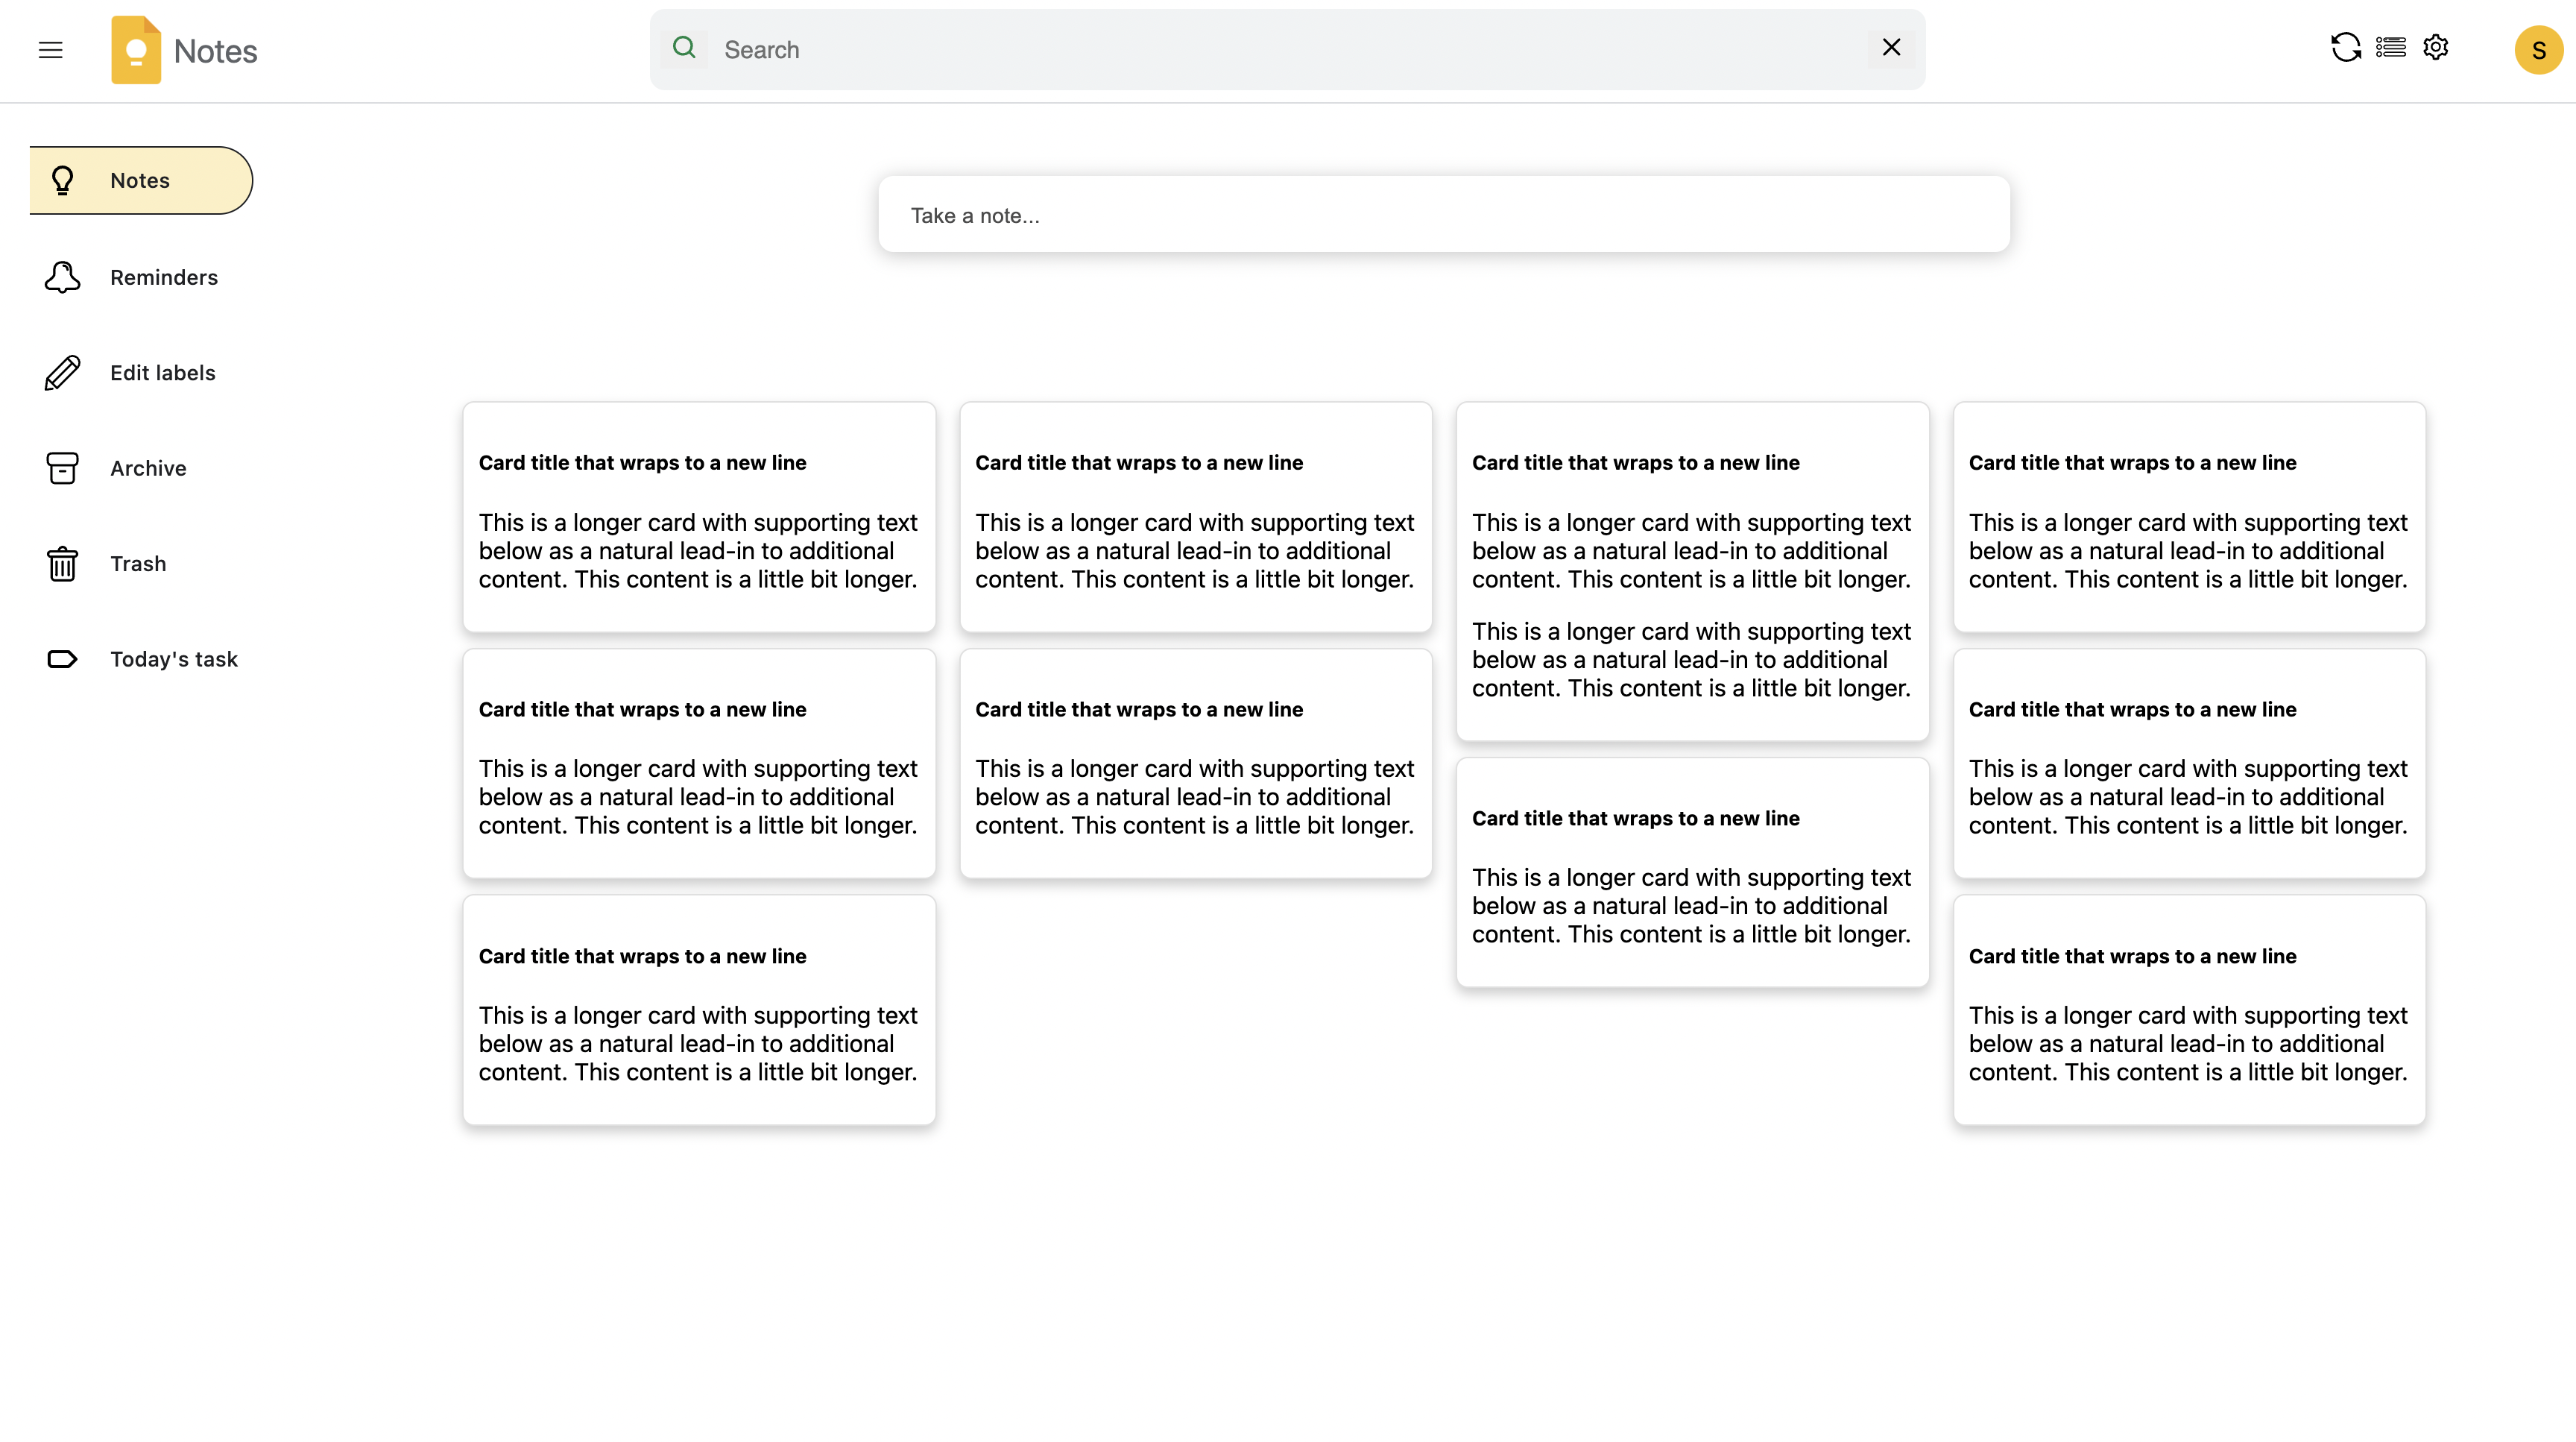 Notes
Search
S
Notes
Reminders
Edit labels
Archive
Trash
Today's task
Take a note...
Card title that wraps to a new line
This is a longer card with supporting text
below as a natural lead-in to additional
content. This content is a little bit longer.
Card title that wraps to a new line
This is a longer card with supporting text
below as a natural lead-in to additional
content. This content is a little bit longer.
Card title that wraps to a new line
This is a longer card with supporting text
below as a natural lead-in to additional
content. This content is a little bit longer.
Card title that wraps to a new line
This is a longer card with supporting text
below as a natural lead-in to additional
content. This content is a little bit longer.
Card title that wraps to a new line
This is a longer card with supporting text
below as a natural lead-in to additional
content. This content is a little bit longer.
Card title that wraps to a new line
This is a longer card with supporting text
below as a natural lead-in to additional
content. This content is a little bit longer.
This is a longer card with supporting text
below as a natural lead-in to additional
content. This content is a little bit longer.
Card title that wraps to a new line
This is a longer card with supporting text
below as a natural lead-in to additional
content. This content is a little bit longer.
Card title that wraps to a new line
This is a longer card with supporting text
below as a natural lead-in to additional
content. This content is a little bit longer.
Card title that wraps to a new line
This is a longer card with supporting text
below as a natural lead-in to additional
content. This content is a little bit longer.
Card title that wraps to a new line
This is a longer card with supporting text
below as a natural lead-in to additional
content. This content is a little bit longer.